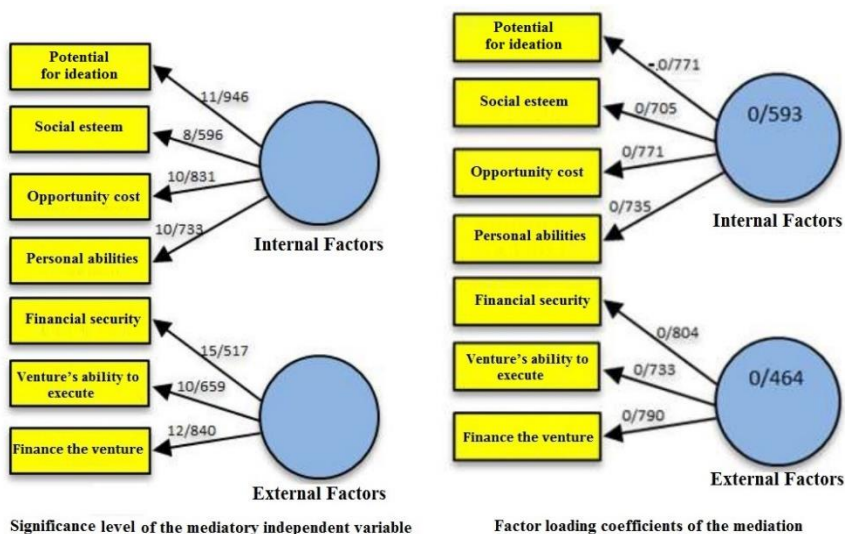 Potential
for ideation
11/946
Social esteem
8/596
Opportunity cost
10/831
Personal abilities
10/733
Internal Factors
Financial security
15/517
Venture's ability to
execute
10/659
Finance the venture
12/840
External Factors
Significance level of the mediatory independent variable
Potential
for ideation
-.0/771
Social esteem
0/705
Opportunity cost
0/771
Personal abilities
0/735
0/593
Internal Factors
Financial security
0/804
Venture's ability to
execute
0/733
Finance the venture
0/790
0/464
External Factors
Factor loading coefficients of the mediation